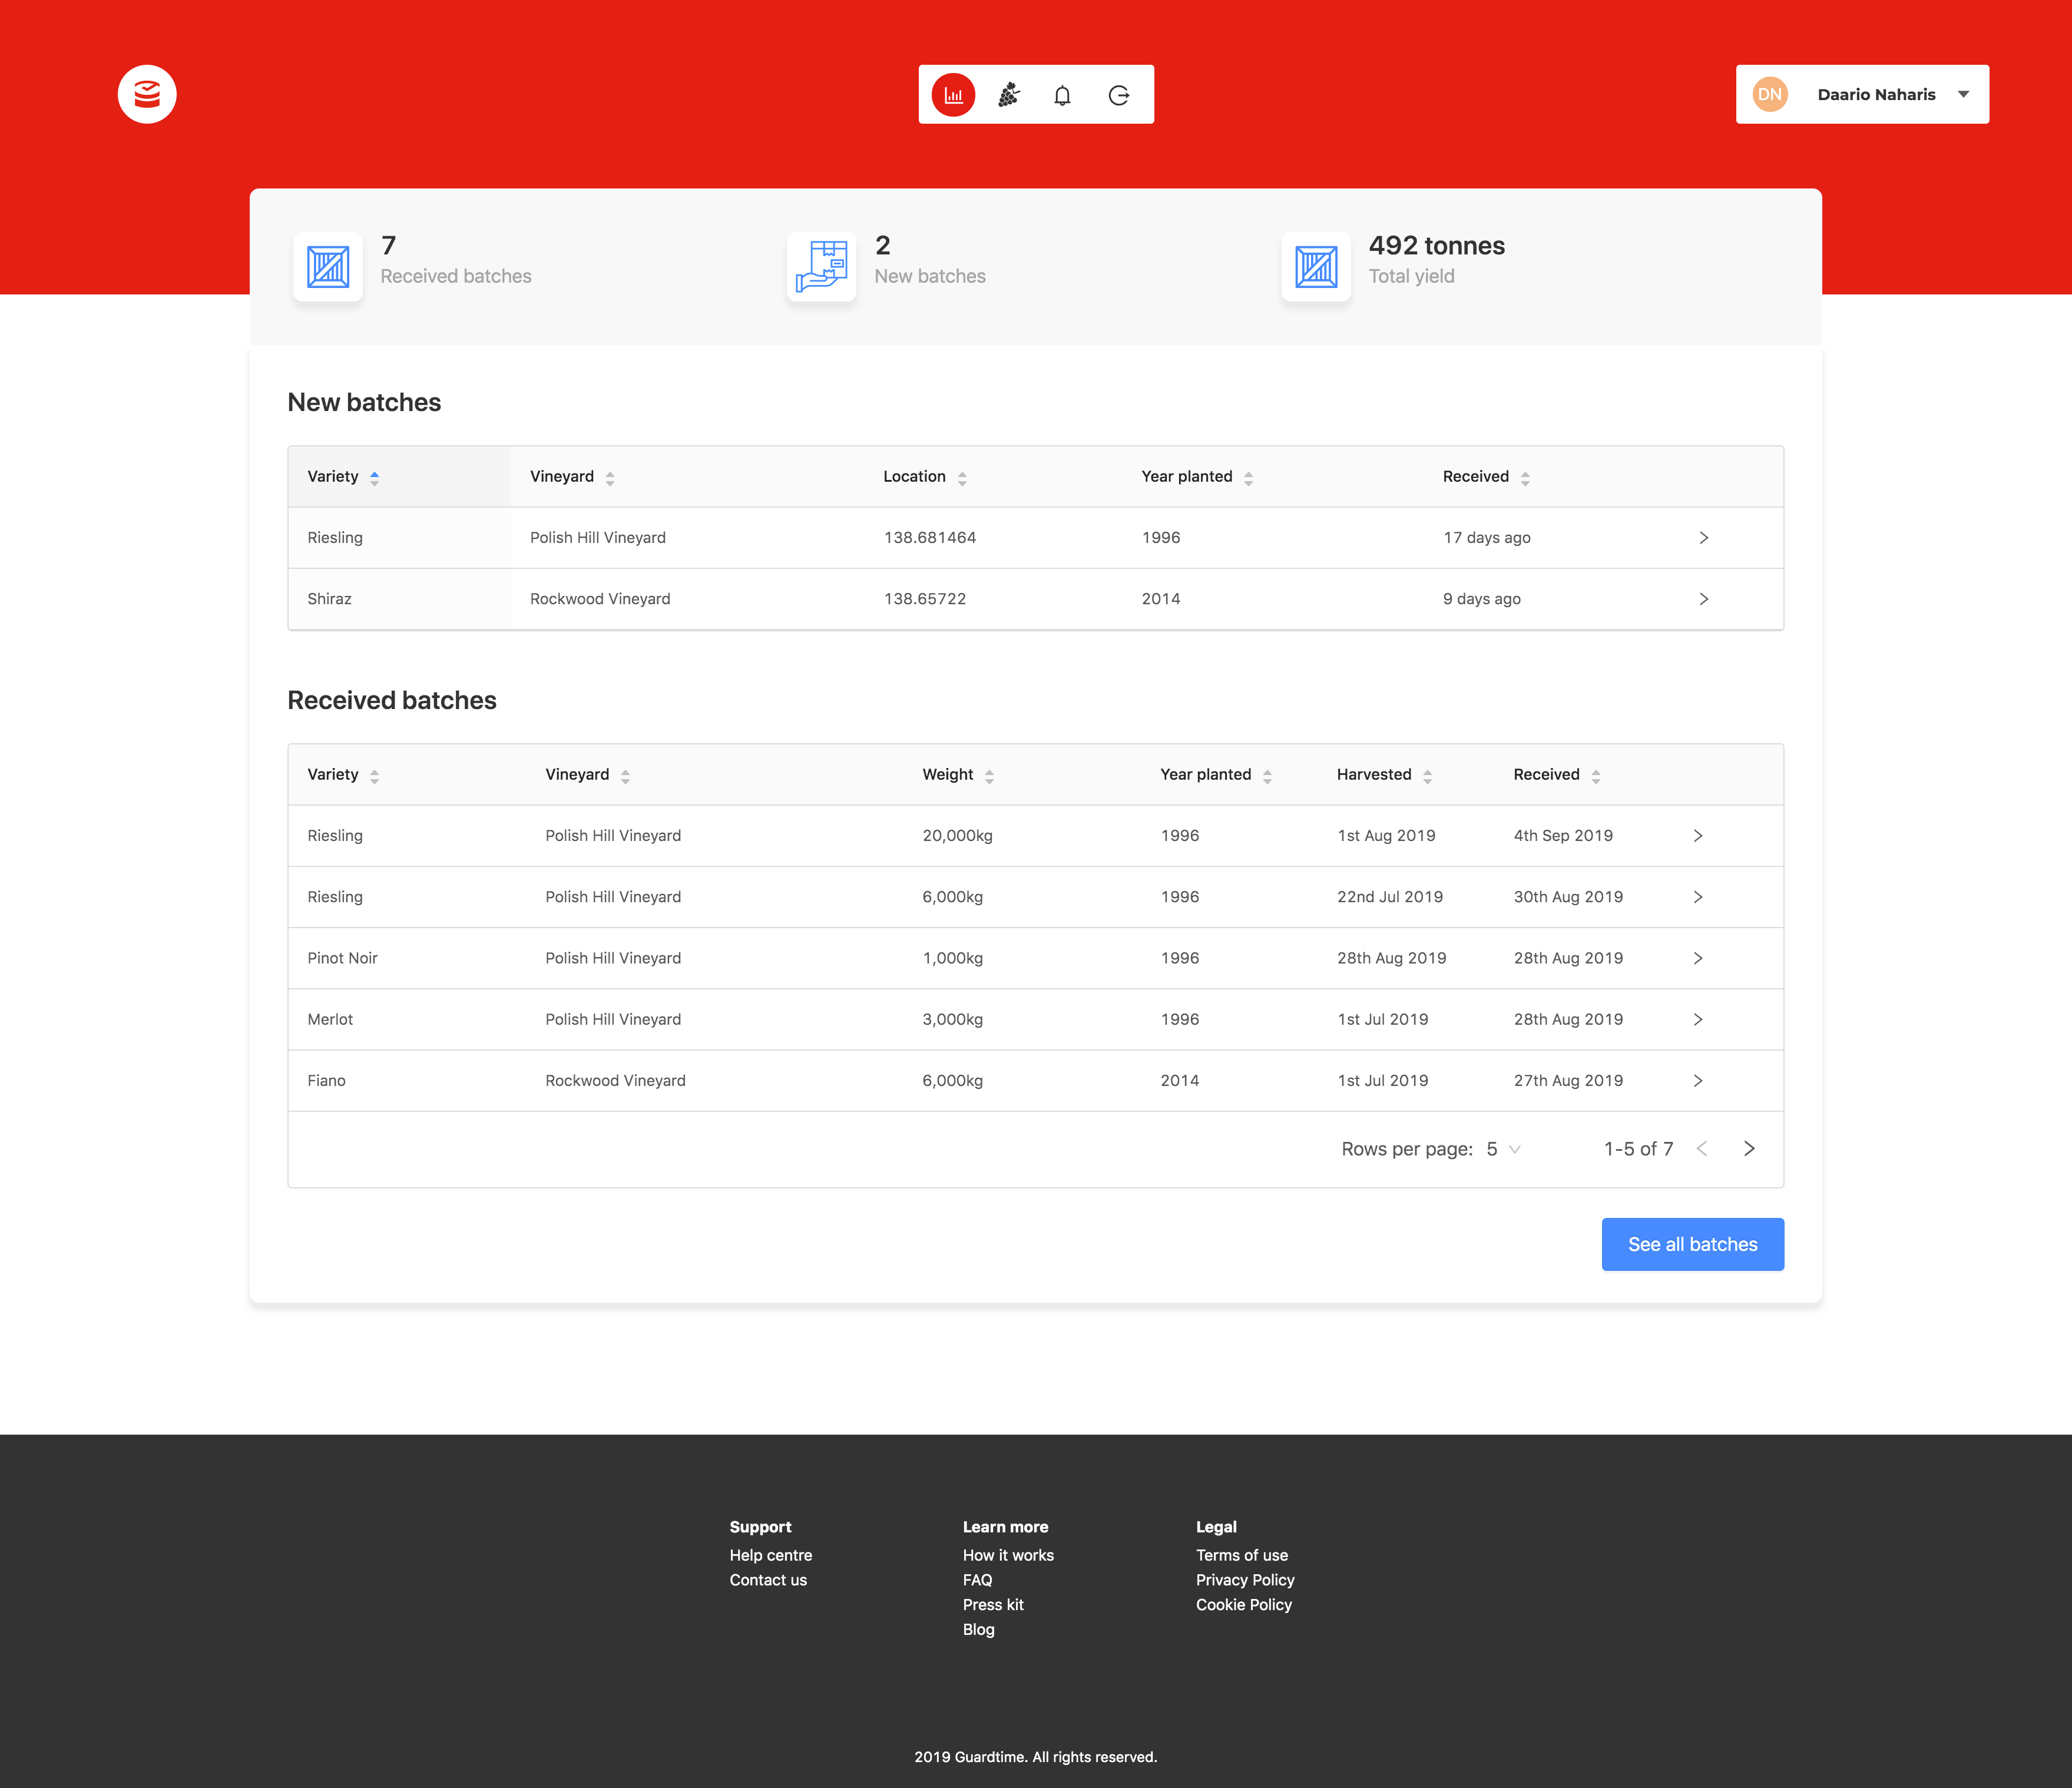 DN Daario Naharis
7
Received batches
2
New batches
492 tonnes
Total yield
New batches
Variety Vineyard Location Year planted Received
Riesling Polish Hill Vineyard 138.681464 1996 17 days ago
Shiraz Rockwood Vineyard 138.65722 2014 9 days ago
Received batches
Variety Vineyard Weight Year planted Harvested Received
Riesling Polish Hill Vineyard 20,000kg 1996 1st Aug 2019 4th Sep 2019
Riesling Polish Hill Vineyard 6,000kg 1996 22nd Jul 2019 30th Aug 2019
Pinot Noir Polish Hill Vineyard 1,000kg 1996 28th Aug 2019 28th Aug 2019
Merlot Polish Hill Vineyard 3,000kg 1996 1st Jul 2019 28th Aug 2019
Fiano Rockwood Vineyard 6,000kg 2014 1st Jul 2019 27th Aug 2019
Rows per page: 5 1-5 of 7
See all batches
Support
Help centre
Contact us
Learn more
How it works
FAQ
Press kit
Blog
Legal
Terms of use
Privacy Policy
Cookie Policy
2019 Guardtime. All rights reserved.